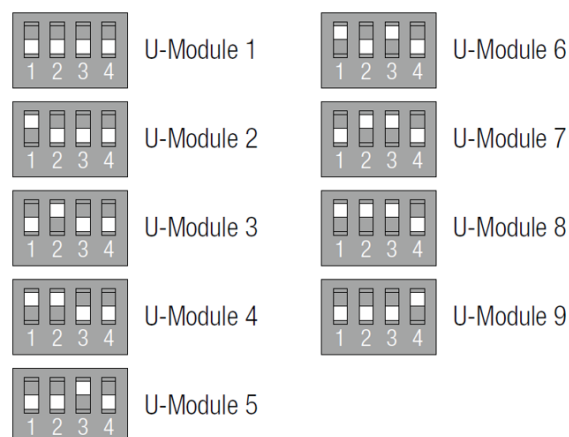 1 2 3 4 U-Module 1
1 2 3 4 U-Module 2
1 2 3 4 U-Module 3
1 2 3 4 U-Module 4
1 2 3 4 U-Module 5
1 2 3 4 U-Module 6
1 2 3 4 U-Module 7
1 2 3 4 U-Module 8
1 2 3 4 U-Module 9